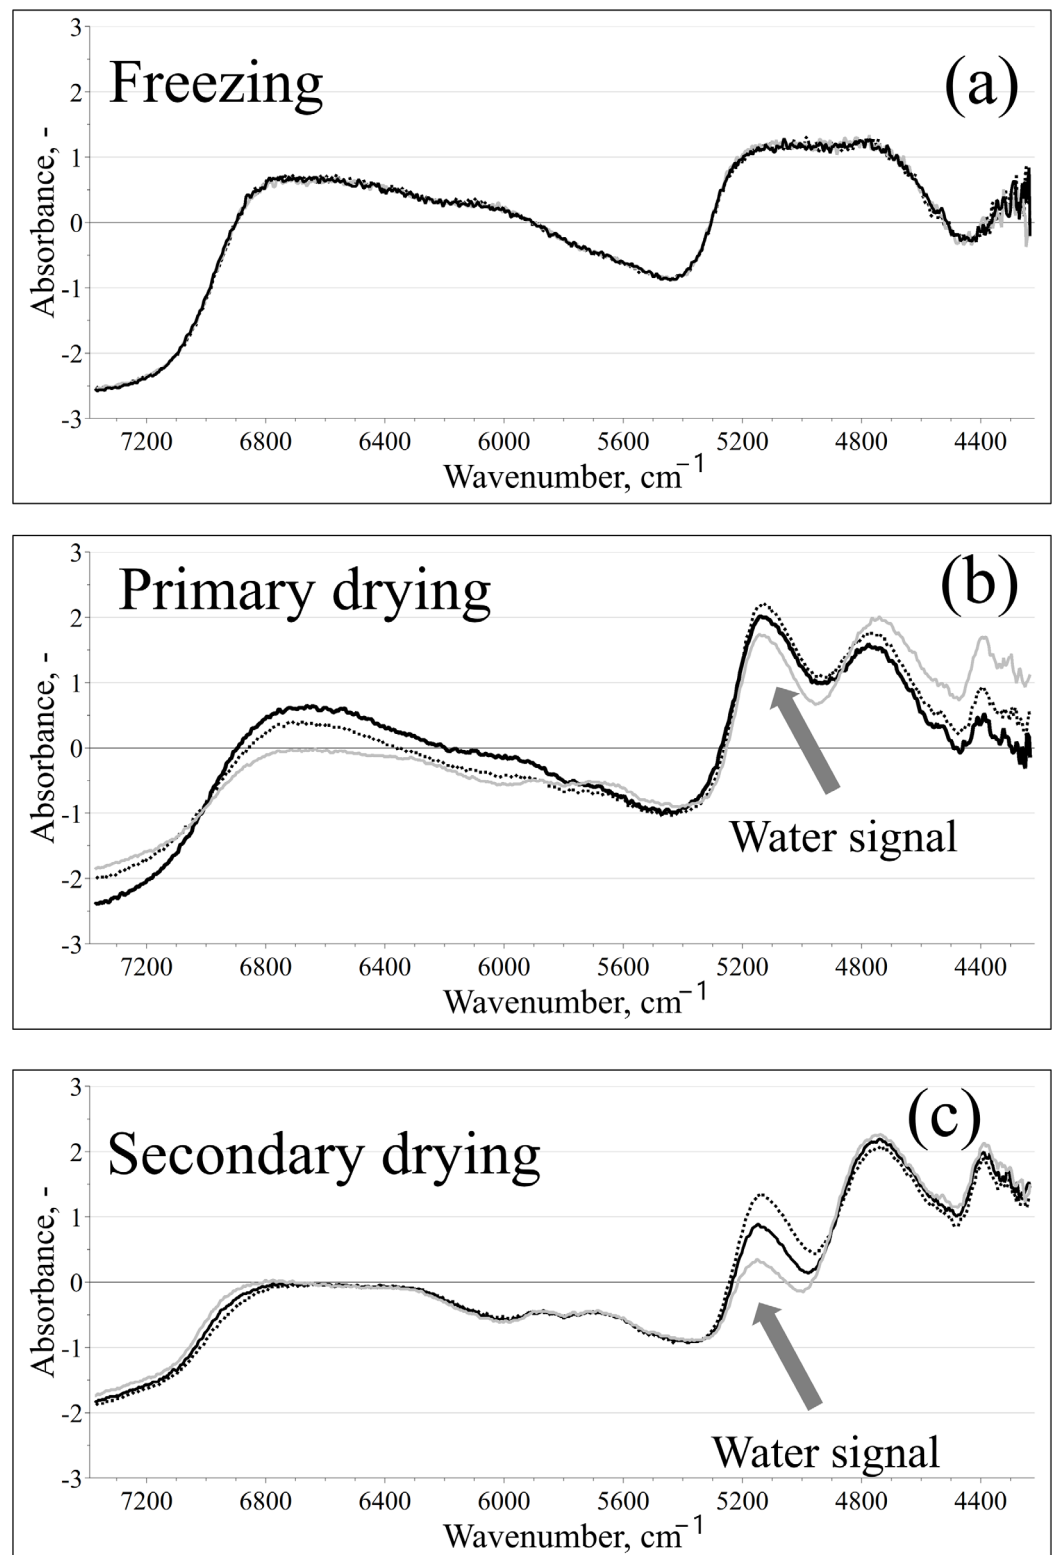 Freezing
(a)
3
2
1
0
-1
-2
-3
Absorbance, -
7200 6800 6400 6000 5600 5200 4800 4400
Wavenumber, cm⁻¹
Primary drying
(b)
3
2
1
0
-1
-2
-3
Absorbance, -
Water signal
7200 6800 6400 6000 5600 5200 4800 4400
Wavenumber, cm⁻¹
Secondary drying
(c)
3
2
1
0
-1
-2
-3
Absorbance, -
Water signal
7200 6800 6400 6000 5600 5200 4800 4400
Wavenumber, cm⁻¹